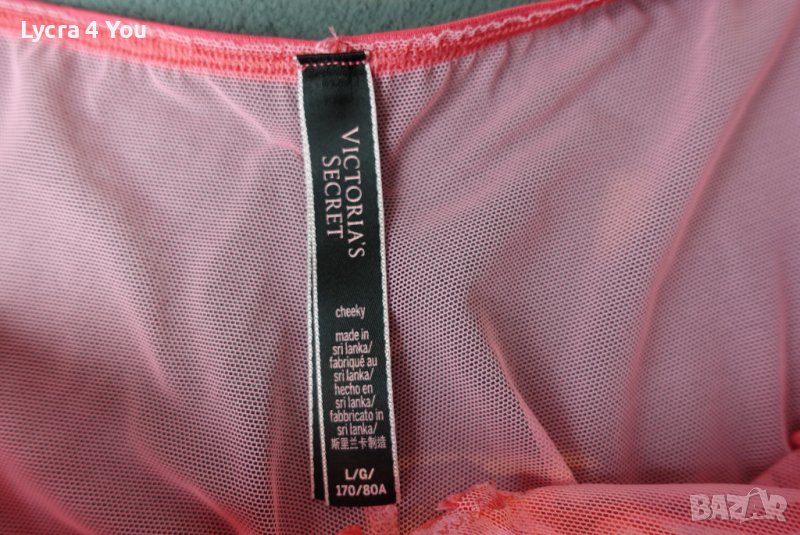 Lycra 4 You
VICTORIA'S
SECRET
cheeky
made in
sri lanka/
fabriqué au
sri lanka/
hecho en
sri lanka/
fabbricato in
sri lanka/
斯里兰卡制造
L/G/
170/80A
BAZAR